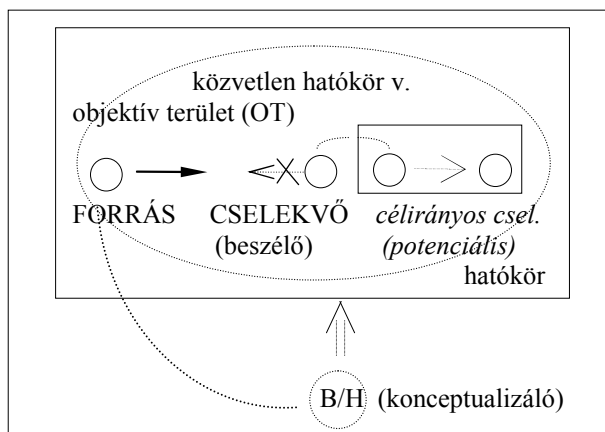 közvetlen hatókör v.
objektív terület (OT)
FORRÁS CSELEKVŐ célirányos csel.
(beszélő) (potenciális)
hatókör
B/H (konceptualizáló)